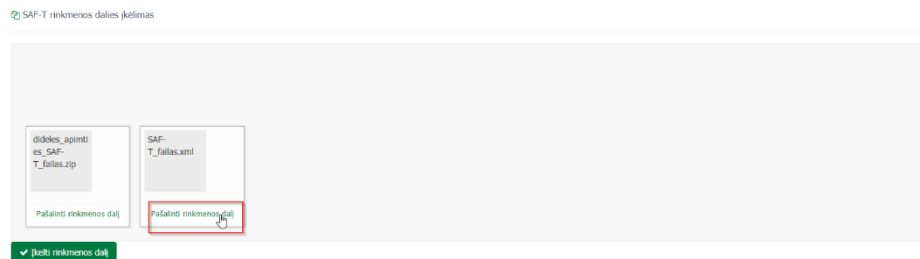 SAF-T rinkmenos dalies įkėlimas
dideles_apimti
es_SAF-
T_failas.zip
Pašalinti rinkmenos dalį
SAF-
T_failas.xml
Pašalinti rinkmenos dalį
Įkelti rinkmenos dalį